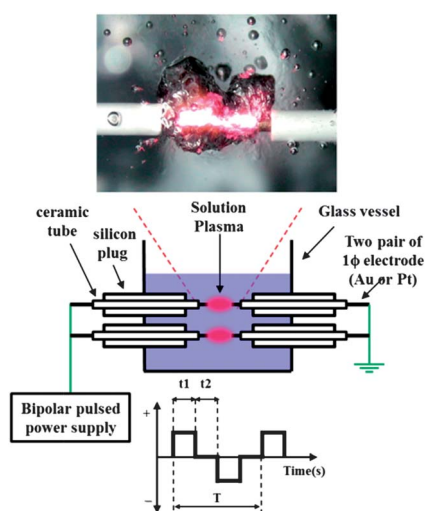 Solution
Plasma
Glass vessel
ceramic
tube
silicon
plug
Two pair of
1ϕ electrode
(Au or Pt)
Bipolar pulsed
power supply
t1 t2
+
Time(s)
T
−